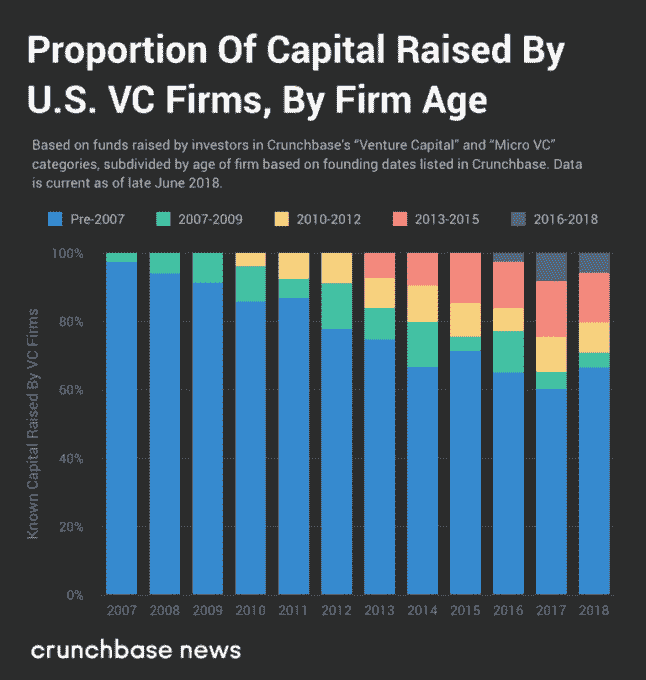 Proportion Of Capital Raised By
U.S. VC Firms, By Firm Age
Based on funds raised by investors in Crunchbase's “Venture Capital” and “Micro VC”
categories, subdivided by age of firm based on founding dates listed in Crunchbase. Data
is current as of late June 2018.
Pre-2007 2007-2009 2010-2012 2013-2015 2016-2018
Known Capital Raised By VC Firms
100%
80%
60%
40%
20%
0%
2007 2008 2009 2010 2011 2012 2013 2014 2015 2016 2017 2018
crunchbase news